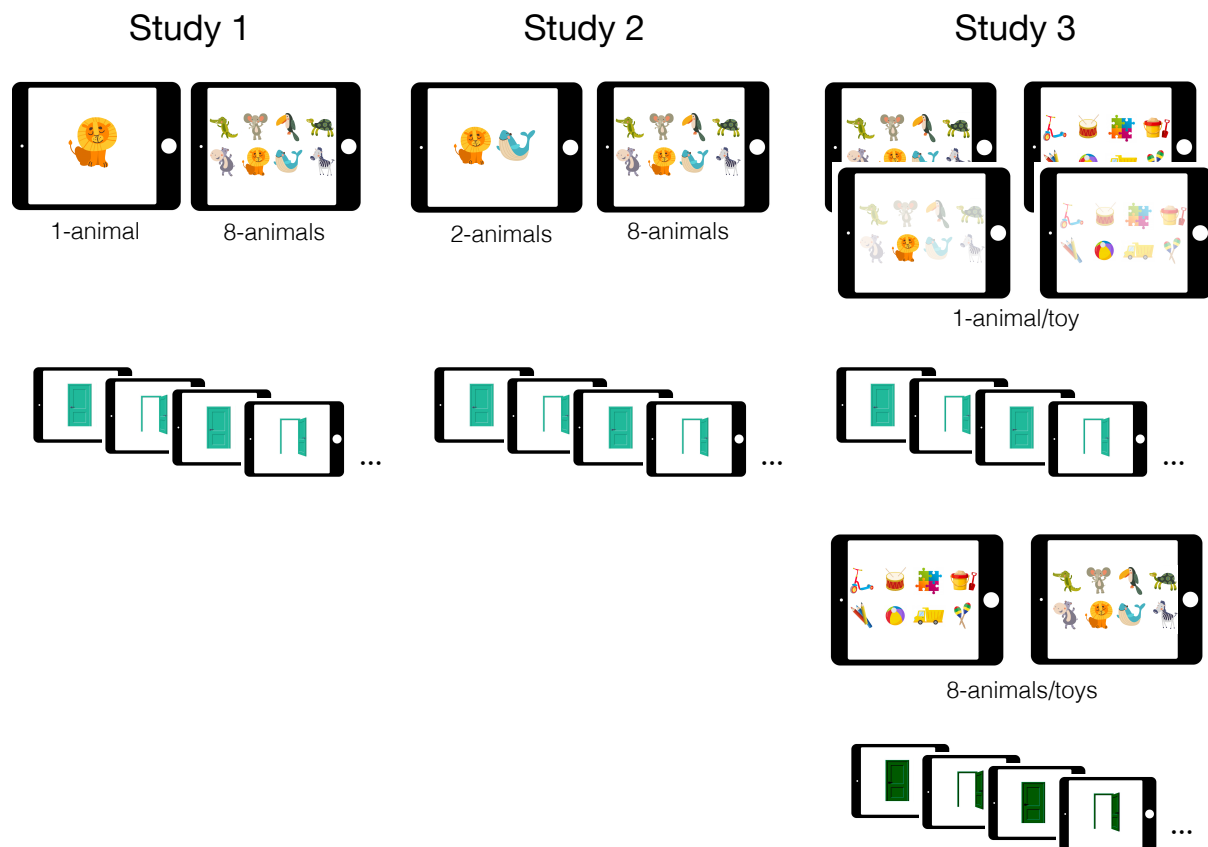 Study 1
Study 2
Study 3
1-animal
8-animals
2-animals
8-animals
1-animal/toy
...
...
...
8-animals/toys
...